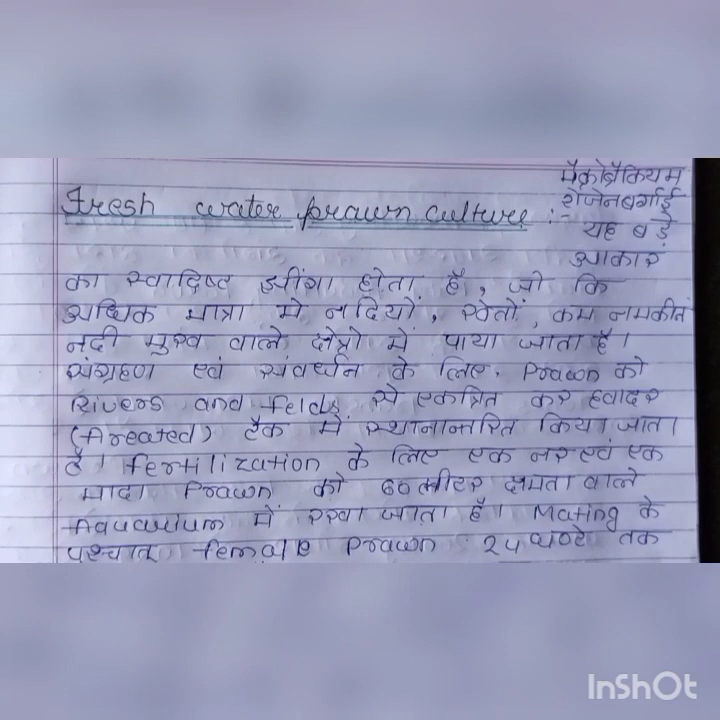 Fresh water prawn culture :- मैक्रोब्रैकियम
रोजेनबर्गाई
यह बड़े
आकार
का स्वादिष्ट झींगा होता है, जो कि
अधिक मात्रा मे नदियों, खेतों, कम नमकीन
नदी मुख वाले क्षेत्रो में पाया जाता है।
संग्रहण एवं संवर्धन के लिए, Prawn को
Rivers and felds से एकत्रित कर हवादार
(Areated) टैंक में स्थानान्तरित किया जाता
है। fertilization के लिए एक नर एवं एक
मादा Prawn को 60 लीटर क्षमता वाले
Aquarium में रखा जाता है। Mating के
पश्चात female Prawn 24 घण्टे तक
InShOt